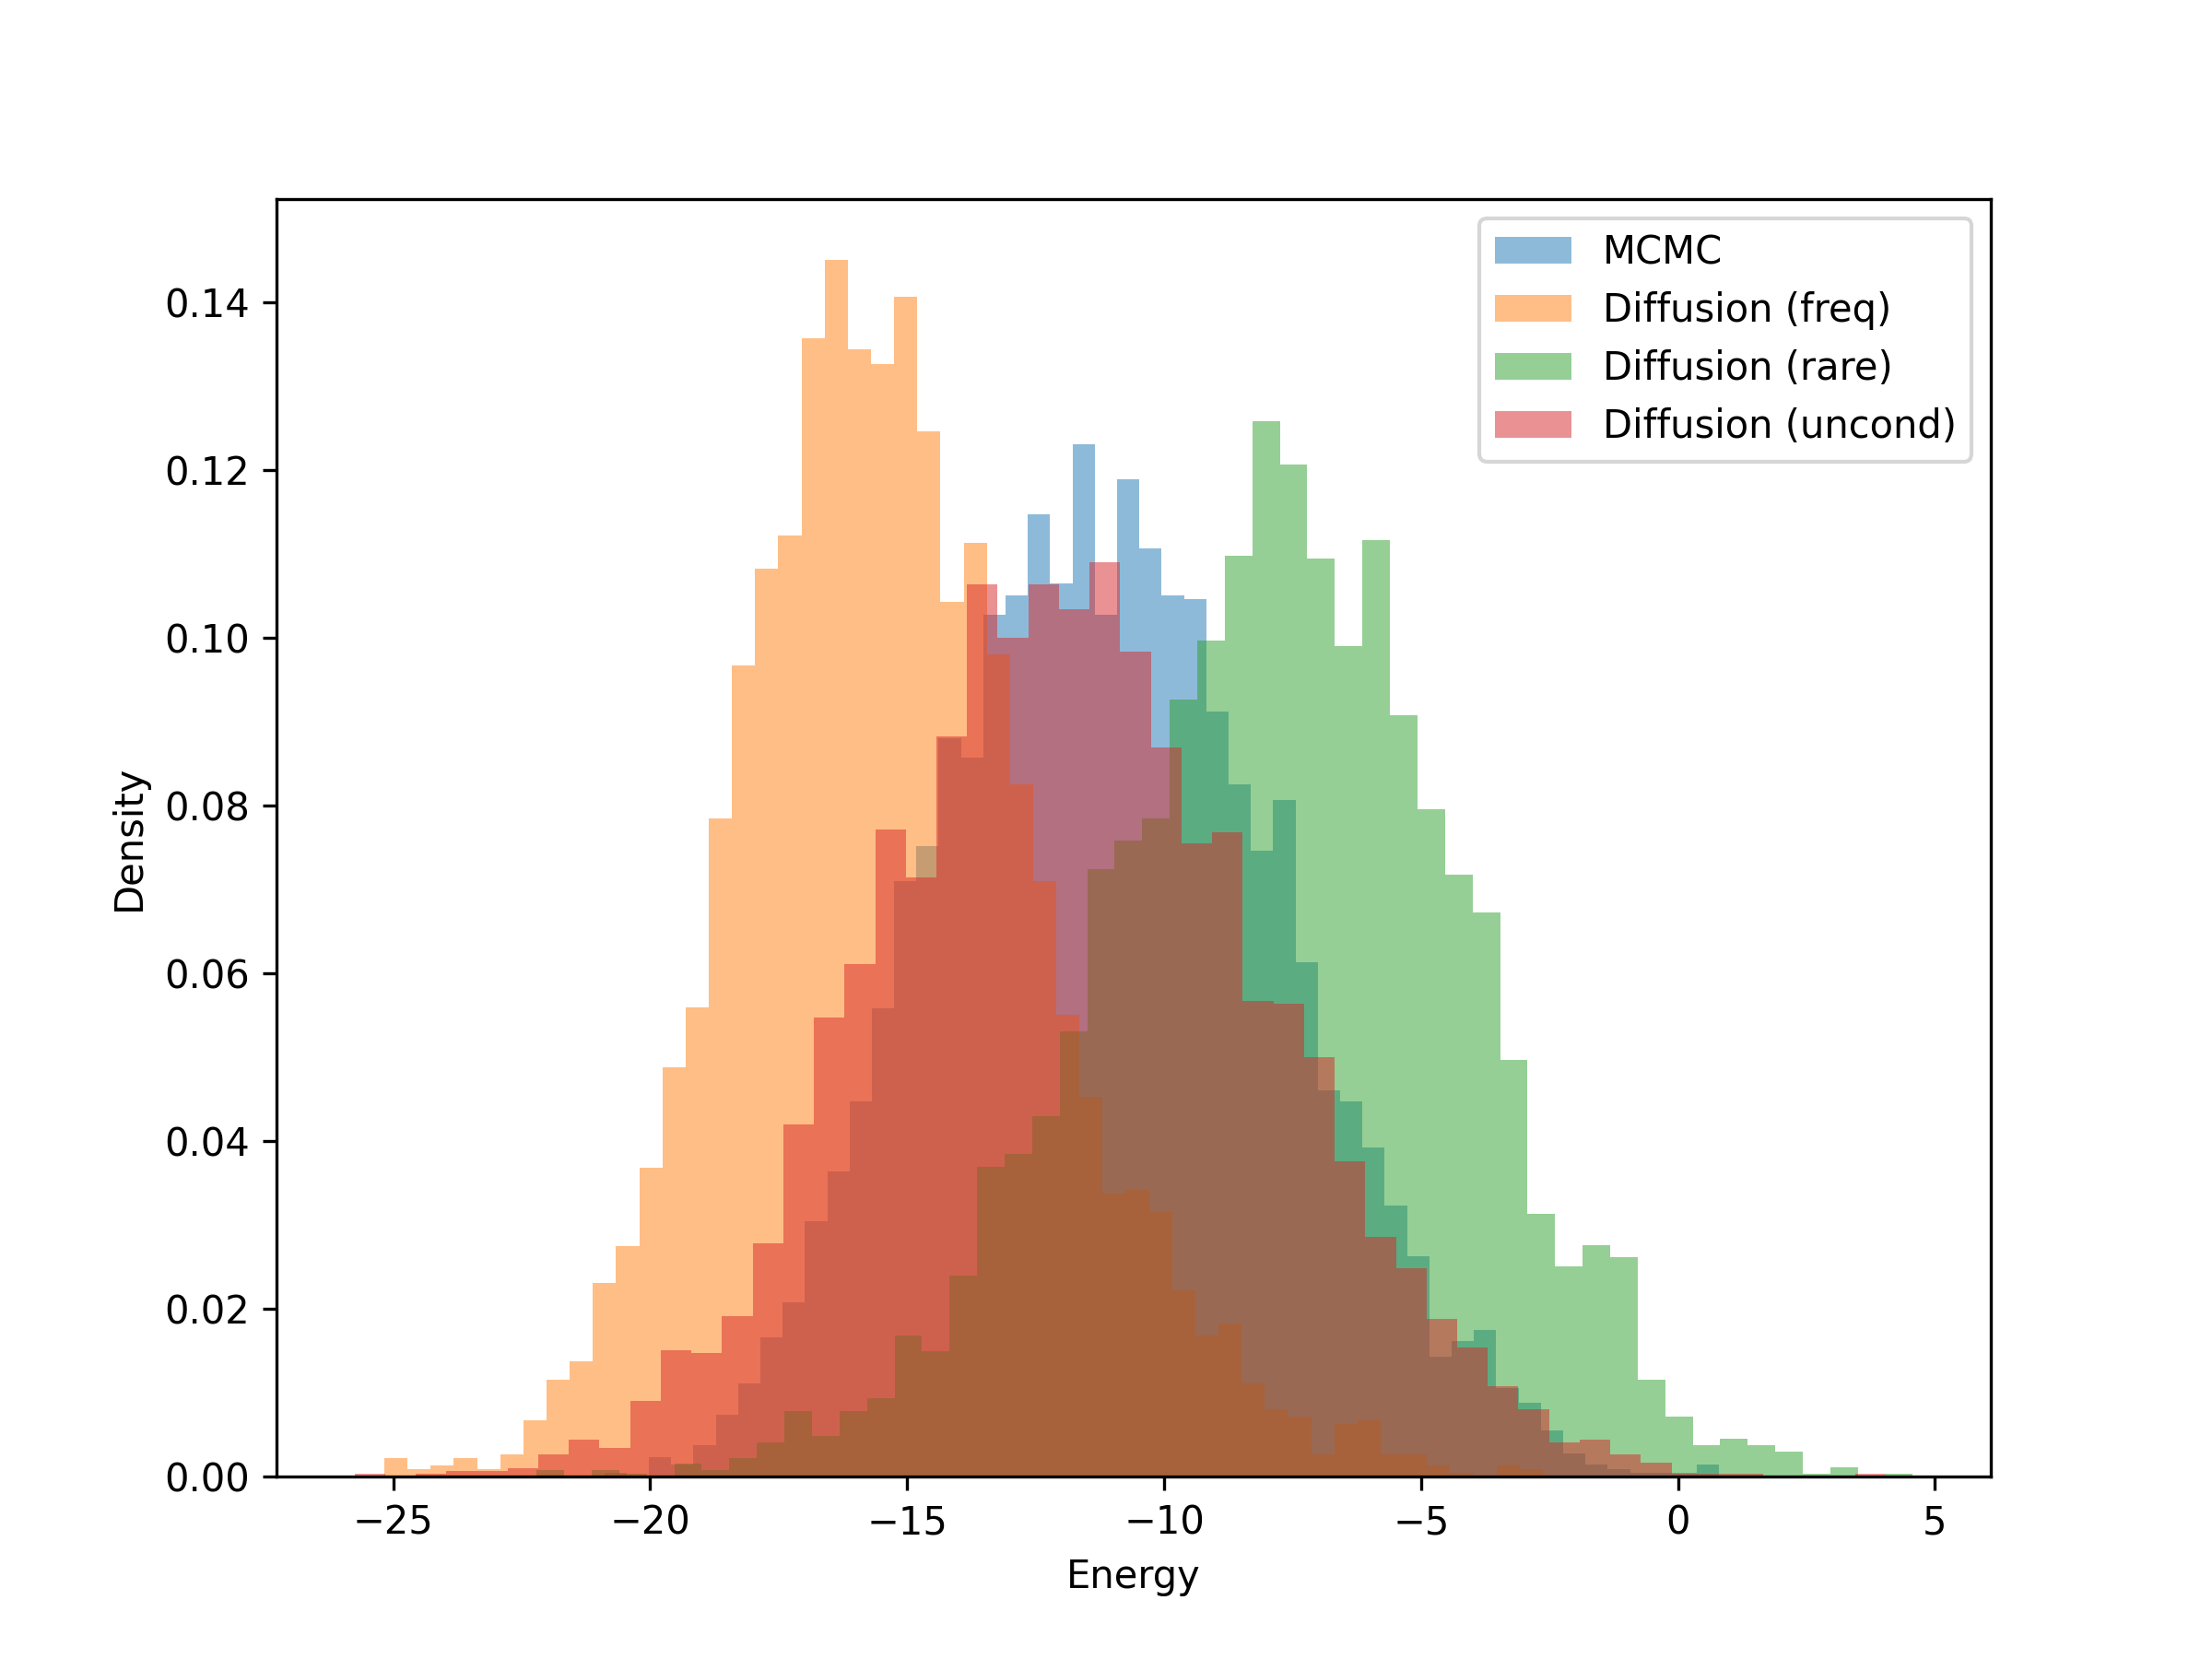 MCMC
Diffusion (freq)
Diffusion (rare)
Diffusion (uncond)
0.14
0.12
0.10
0.08
0.06
0.04
0.02
0.00
Density
−25 −20 −15 −10 −5 0 5
Energy